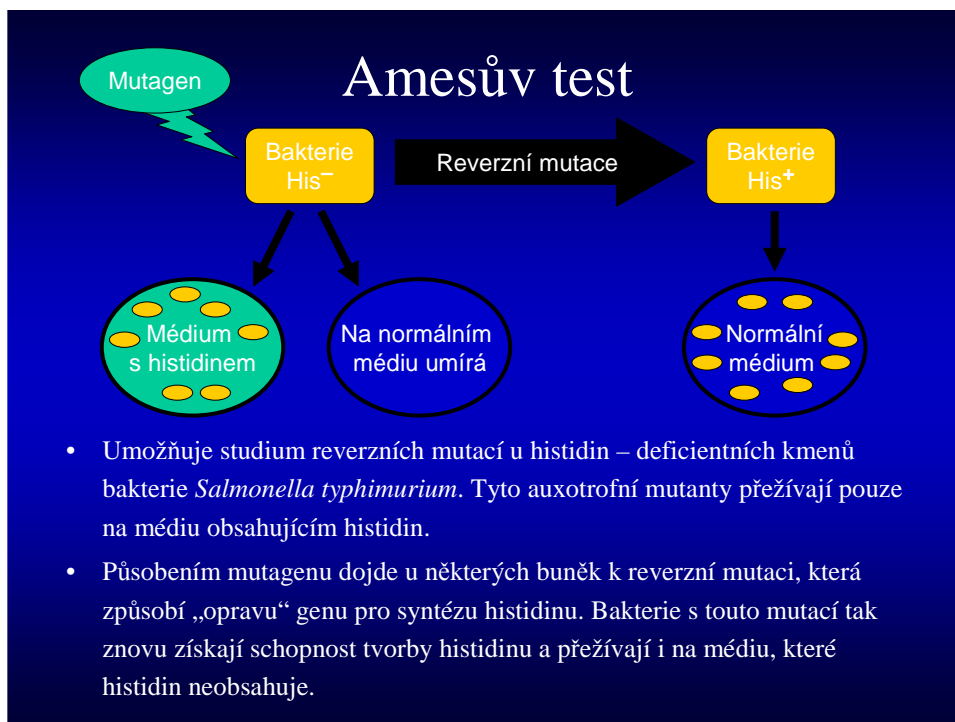 Amesův test
Mutagen
Bakterie
His–
Reverzní mutace
Bakterie
His+
Médium
s histidinem
Na normálním
médiu umírá
Normální
médium
• Umožňuje studium reverzních mutací u histidin – deficientních kmenů
bakterie Salmonella typhimurium. Tyto auxotrofní mutanty přežívají pouze
na médiu obsahujícím histidin.
• Působením mutagenu dojde u některých buněk k reverzní mutaci, která
způsobí „opravu“ genu pro syntézu histidinu. Bakterie s touto mutací tak
znovu získají schopnost tvorby histidinu a přežívají i na médiu, které
histidin neobsahuje.